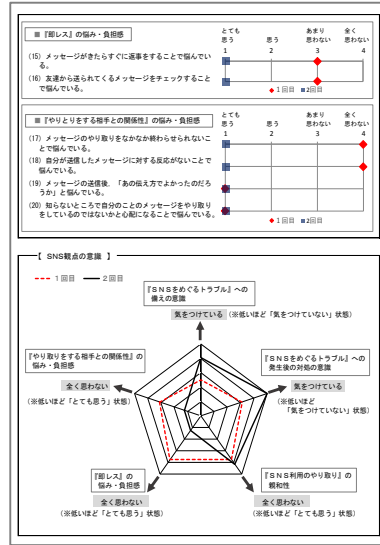 ■『即レス』の悩み・負担感
とても
思う
思う
あまり
思わない
全く
思わない
1 2 3 4
(15) メッセージがきたらすぐに返事をすることで悩んでい
る。
(16) 友達から送られてくるメッセージをチェックすること
で悩んでいる。
◆1回目 ■2回目
■『やりとりをする相手との関係性』の悩み・負担感
とても
思う
思う
あまり
思わない
全く
思わない
1 2 3 4
(17) メッセージのやり取りをなかなか終わらせられないこ
とで悩んでいる。
(18) 自分が送信したメッセージに対する反応がないことで
悩んでいる。
(19) メッセージの送信後、「あの伝え方でよかったのだろ
うか」と悩んでいる。
(20) 知らないところで自分のことのメッセージをやり取り
をしているのではないかと心配になることで悩んでいる。
◆1回目 ■2回目
【 SNS観点の意識 】
1回目 2回目
『SNSをめぐるトラブル』への
備えの意識
気をつけている (※低いほど「気をつけていない」状態)
『やり取りをする相手との関係性』の
悩み・負担感
全く思わない
(※低いほど「とても思う」状態)
『SNSをめぐるトラブル』への
発生後の対処の意識
気をつけている
(※低いほど
「気をつけていない」状態)
『即レス』の
悩み・負担感
全く思わない
(※低いほど「とても思う」状態)
『SNS利用のやり取り』の
親和性
全く思わない
(※低いほど「とても思う」状態)